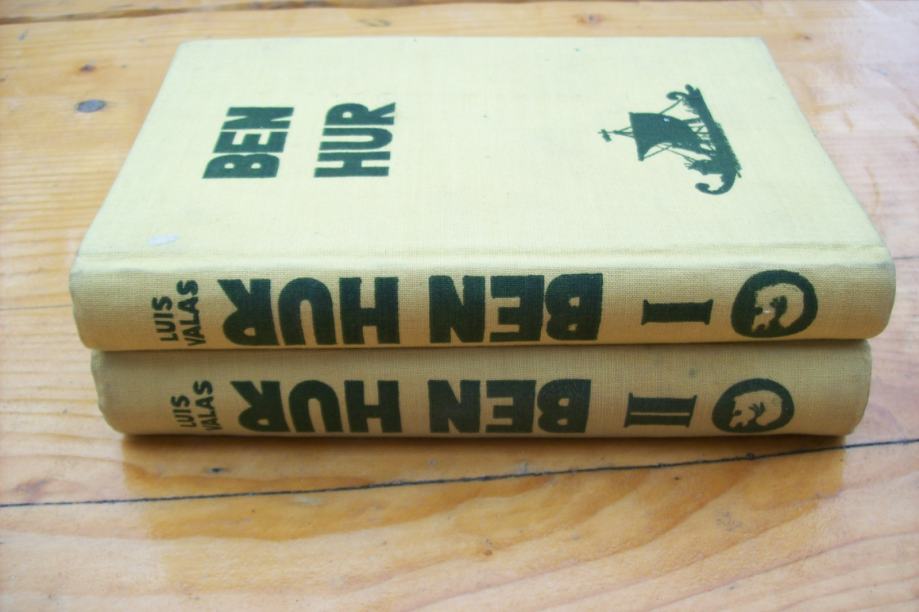 BEN
HUR
LUIS
VALAS
BEN HUR
I
LUIS
VALAS
BEN HUR
II